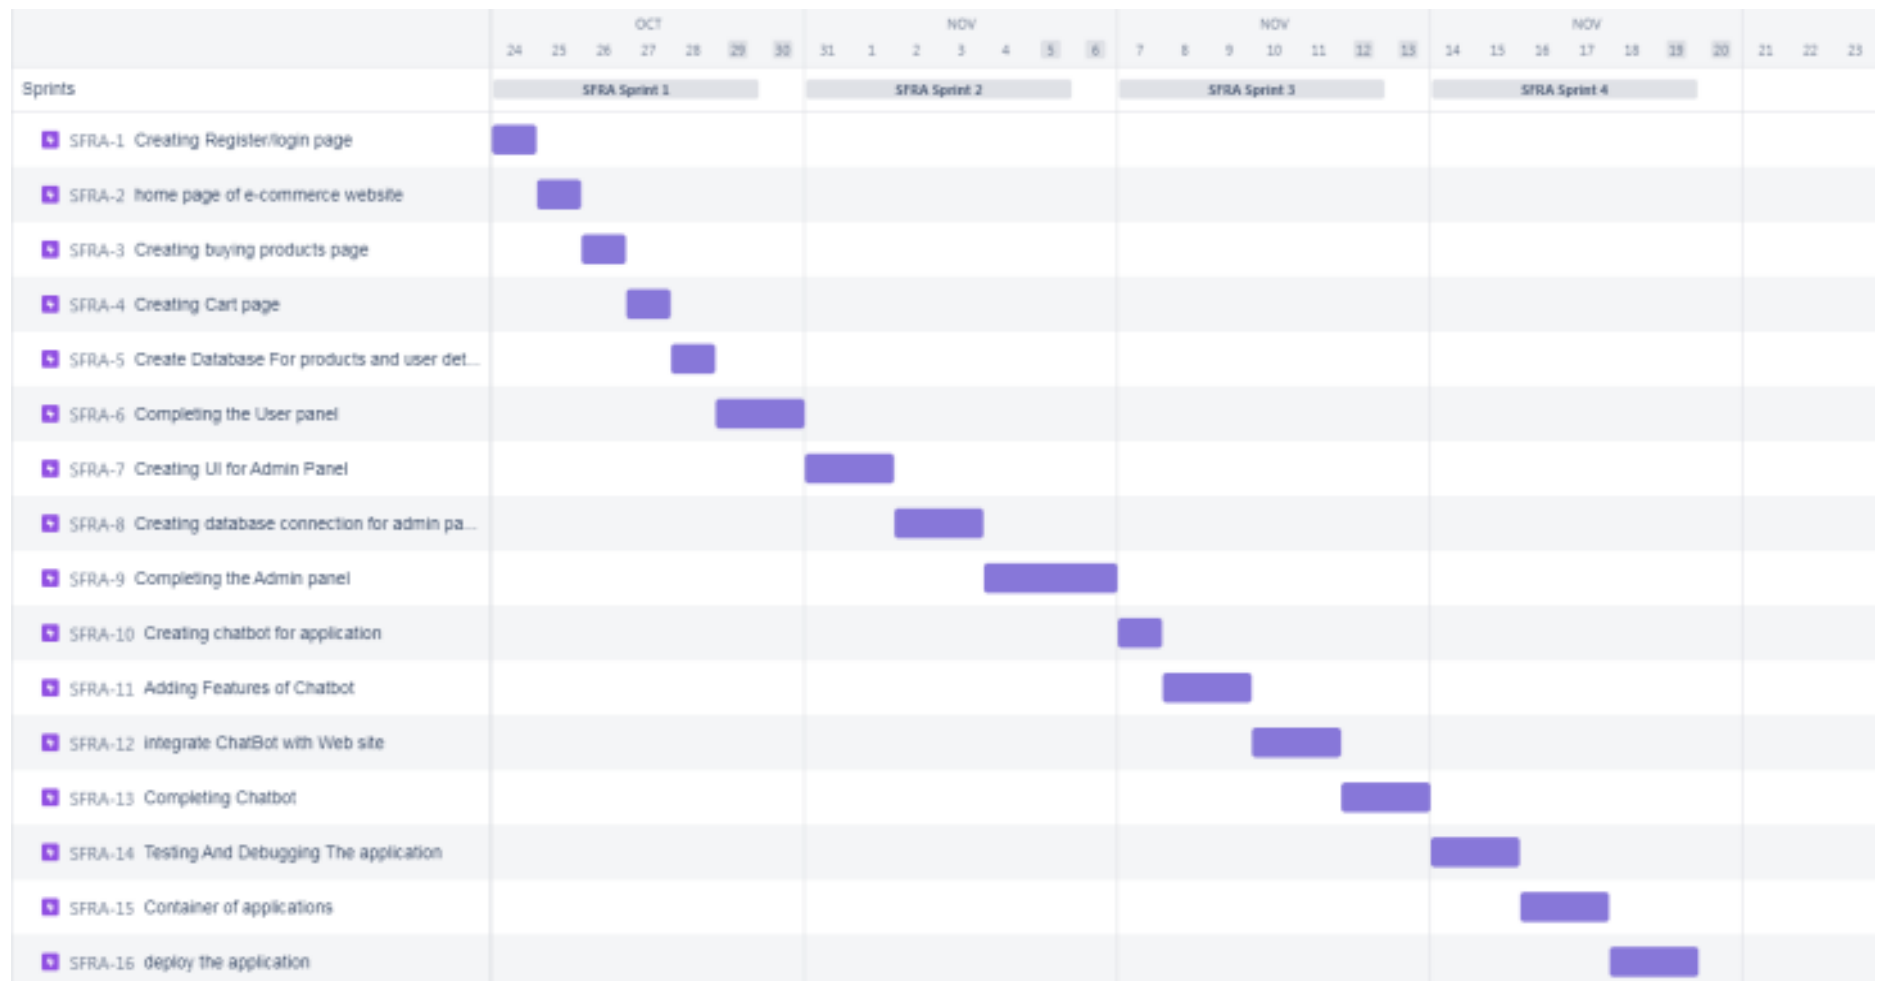 OCT NOV NOV NOV
24 25 26 27 28 29 30 31 1 2 3 4 5 6 7 8 9 10 11 12 13 14 15 16 17 18 19 20 21 22 23
Sprints SFRA Sprint 1 SFRA Sprint 2 SFRA Sprint 3 SFRA Sprint 4
SFRA-1 Creating Register/login page
SFRA-2 home page of e-commerce website
SFRA-3 Creating buying products page
SFRA-4 Creating Cart page
SFRA-5 Create Database For products and user det...
SFRA-6 Completing the User panel
SFRA-7 Creating UI for Admin Panel
SFRA-8 Creating database connection for admin pa...
SFRA-9 Completing the Admin panel
SFRA-10 Creating chatbot for application
SFRA-11 Adding Features of Chatbot
SFRA-12 integrate ChatBot with Web site
SFRA-13 Completing Chatbot
SFRA-14 Testing And Debugging The application
SFRA-15 Container of applications
SFRA-16 deploy the application